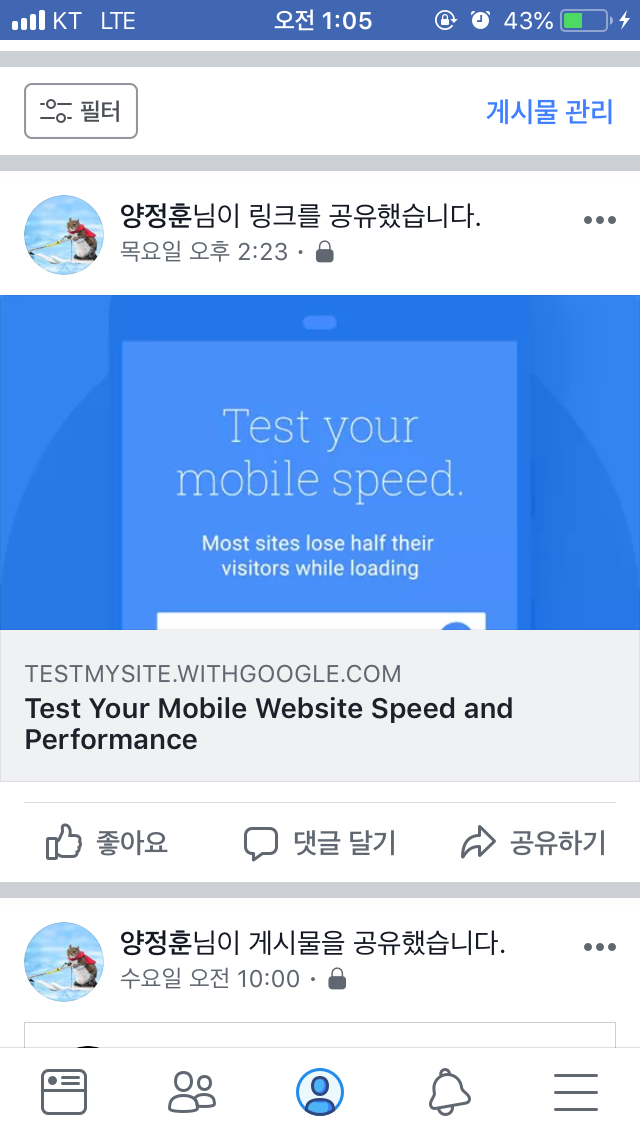 KT LTE 오전 1:05 43%
필터 게시물 관리
양정훈님이 링크를 공유했습니다.
목요일 오후 2:23 ·
Test your
mobile speed.
Most sites lose half their
visitors while loading
TESTMYSITE.WITHGOOGLE.COM
Test Your Mobile Website Speed and
Performance
좋아요 댓글 달기 공유하기
양정훈님이 게시물을 공유했습니다.
수요일 오전 10:00 ·